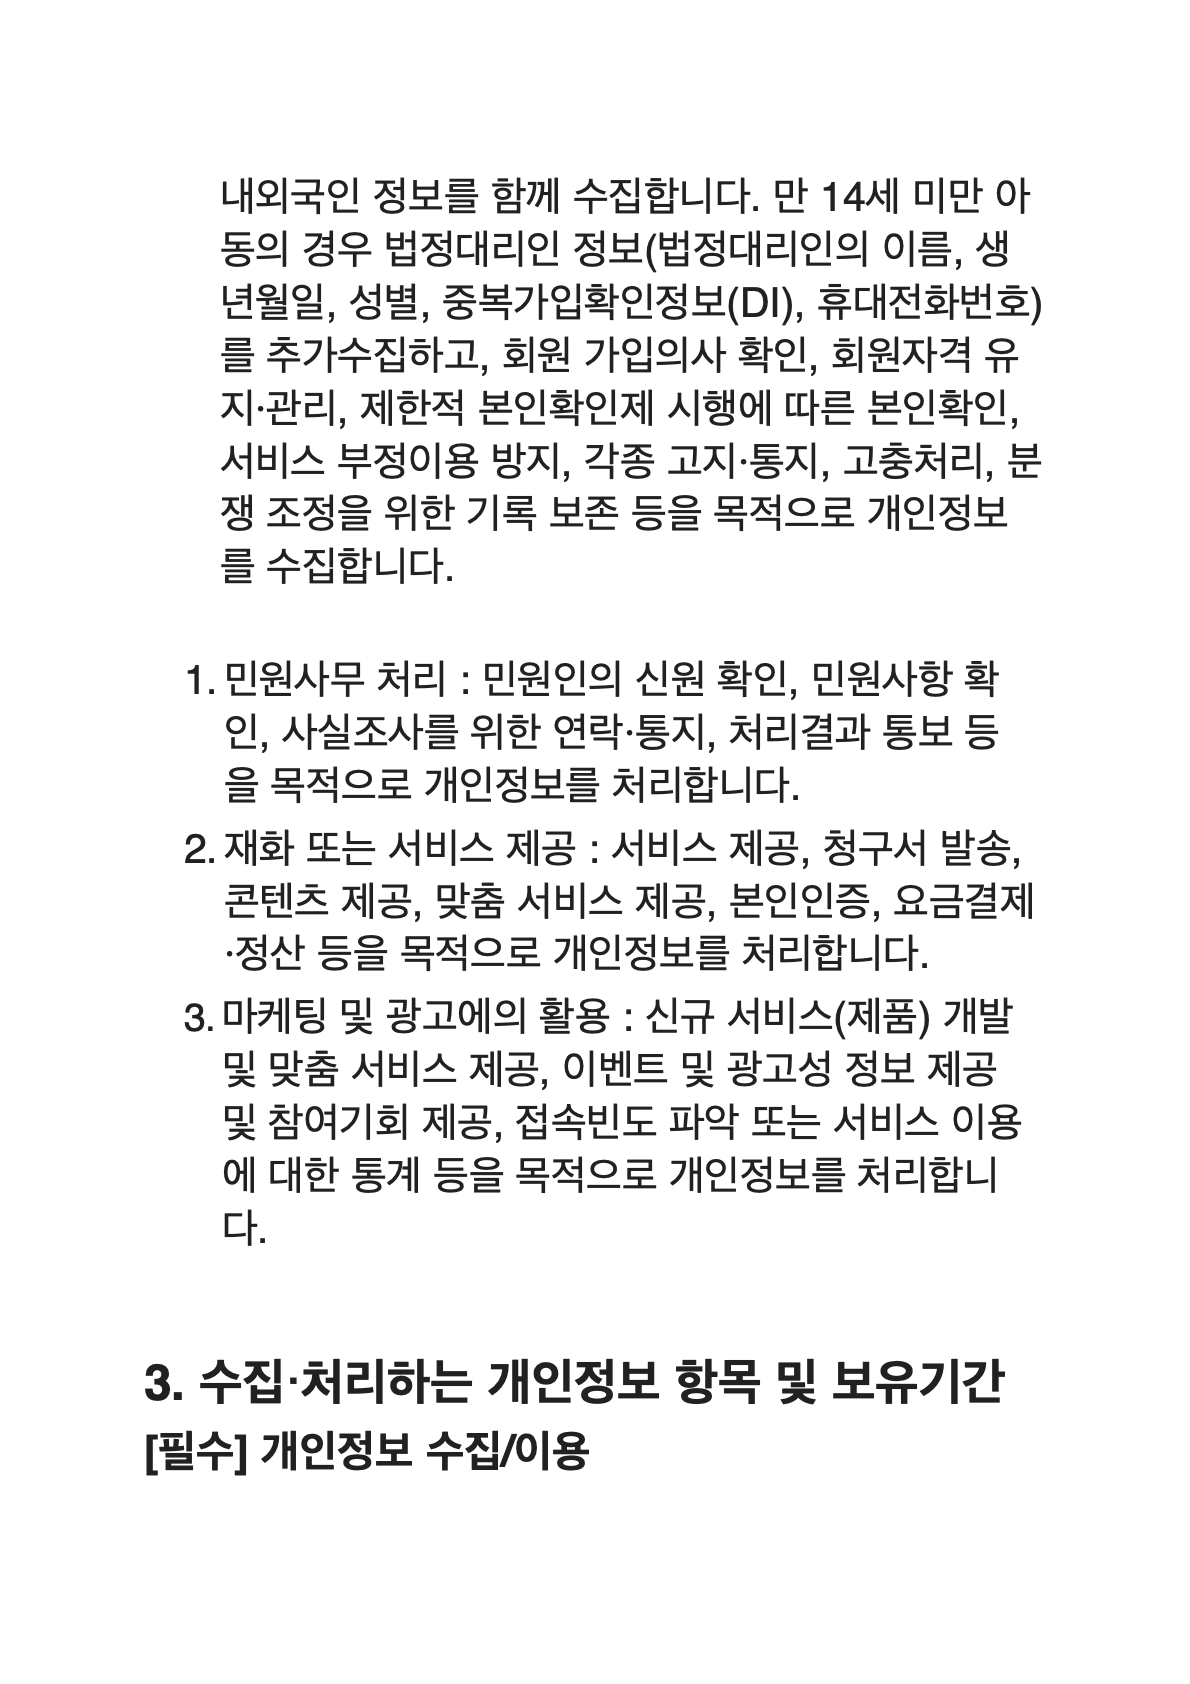 내외국인 정보를 함께 수집합니다. 만 14세 미만 아
동의 경우 법정대리인 정보(법정대리인의 이름, 생
년월일, 성별, 중복가입확인정보(DI), 휴대전화번호)
를 추가수집하고, 회원 가입의사 확인, 회원자격 유
지·관리, 제한적 본인확인제 시행에 따른 본인확인,
서비스 부정이용 방지, 각종 고지·통지, 고충처리, 분
쟁 조정을 위한 기록 보존 등을 목적으로 개인정보
를 수집합니다.
1. 민원사무 처리 : 민원인의 신원 확인, 민원사항 확
인, 사실조사를 위한 연락·통지, 처리결과 통보 등
을 목적으로 개인정보를 처리합니다.
2. 재화 또는 서비스 제공 : 서비스 제공, 청구서 발송,
콘텐츠 제공, 맞춤 서비스 제공, 본인인증, 요금결제
·정산 등을 목적으로 개인정보를 처리합니다.
3. 마케팅 및 광고에의 활용 : 신규 서비스(제품) 개발
및 맞춤 서비스 제공, 이벤트 및 광고성 정보 제공
및 참여기회 제공, 접속빈도 파악 또는 서비스 이용
에 대한 통계 등을 목적으로 개인정보를 처리합니
다.
3. 수집·처리하는 개인정보 항목 및 보유기간
[필수] 개인정보 수집/이용